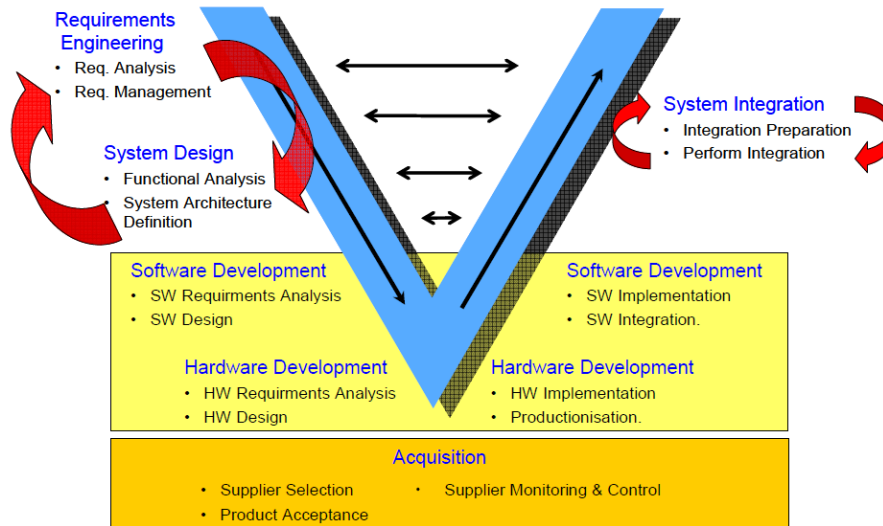 Requirements
Engineering
• Req. Analysis
• Req. Management
System Design
• Functional Analysis
• System Architecture
Definition
System Integration
• Integration Preparation
• Perform Integration
Software Development
• SW Requirments Analysis
• SW Design
Software Development
• SW Implementation
• SW Integration.
Hardware Development
• HW Requirments Analysis
• HW Design
Hardware Development
• HW Implementation
• Productionisation.
Acquisition
• Supplier Selection
• Supplier Monitoring & Control
• Product Acceptance